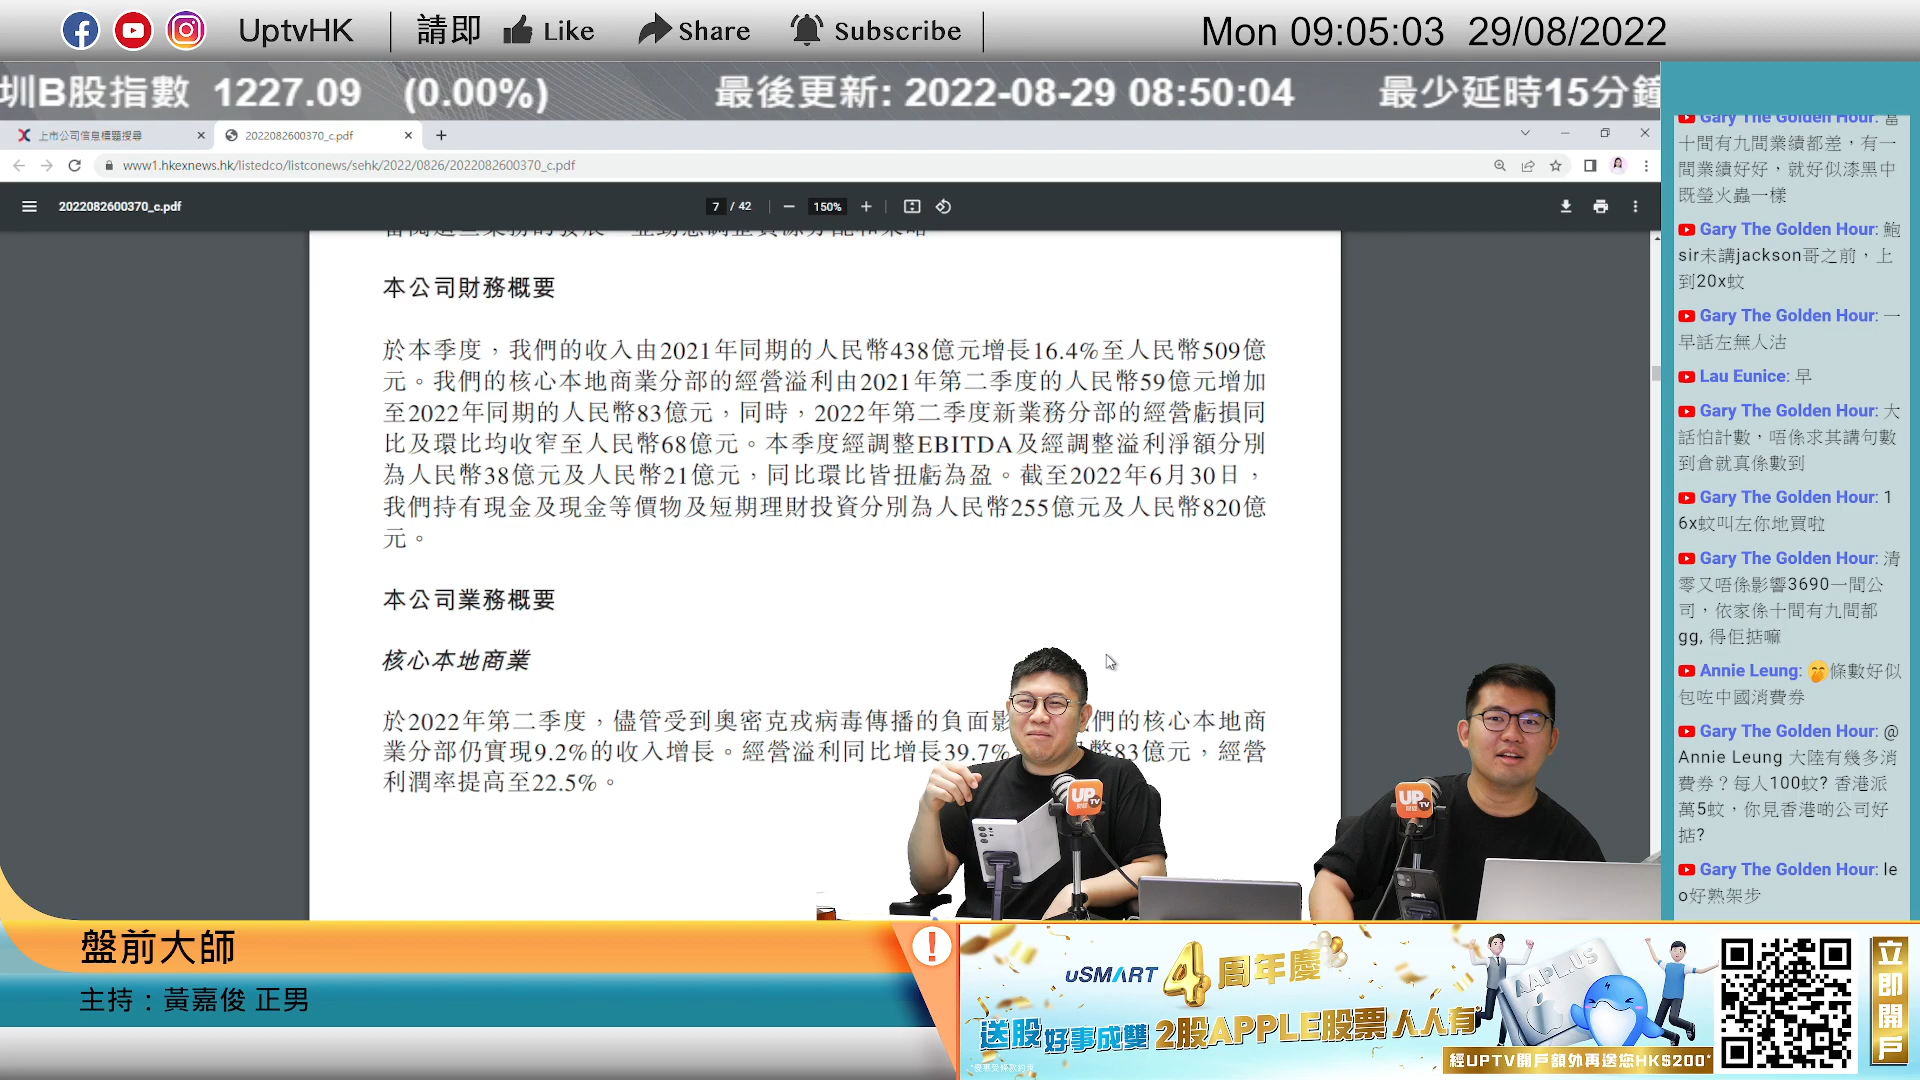 UptvHK
請即 Like Share Subscribe
Mon 09:05:03 29/08/2022
圳B股指數 1227.09 (0.00%) 最後更新: 2022-08-29 08:50:04 最少延時15分鐘
上市公司信息標題搜尋
2022082600370_c.pdf
www1.hkexnews.hk/listedco/listconews/sehk/2022/0826/2022082600370_c.pdf
2022082600370_c.pdf
7 / 42
150%
本公司財務概要
於本季度，我們的收入由2021年同期的人民幣438億元增長16.4%至人民幣509億
元。我們的核心本地商業分部的經營溢利由2021年第二季度的人民幣59億元增加
至2022年同期的人民幣83億元，同時，2022年第二季度新業務分部的經營虧損同
比及環比均收窄至人民幣68億元。本季度經調整EBITDA及經調整溢利淨額分別
為人民幣38億元及人民幣21億元，同比環比皆扭虧為盈。截至2022年6月30日，
我們持有現金及現金等價物及短期理財投資分別為人民幣255億元及人民幣820億
元。
本公司業務概要
核心本地商業
於2022年第二季度，儘管受到奧密克戎病毒傳播的負面影 們的核心本地商
業分部仍實現9.2%的收入增長。經營溢利同比增長39.7% 幣83億元，經營
利潤率提高至22.5%。
Gary The Golden Hour: 當
十間有九間業績都差，有一
間業績好好，就好似漆黑中
既瑩火蟲一樣
Gary The Golden Hour: 鮑
sir未講jackson哥之前，上
到20x蚊
Gary The Golden Hour: 一
早話左無人沽
Lau Eunice: 早
Gary The Golden Hour: 大
話怕計數，唔係求其講句數
到倉就真係數到
Gary The Golden Hour: 1
6x蚊叫左你地買啦
Gary The Golden Hour: 清
零又唔係影響3690一間公
司，依家係十間有九間都
gg, 得佢掂嘛
Annie Leung: 🤭條數好似
包咗中國消費券
Gary The Golden Hour: @
Annie Leung 大陸有幾多消
費券？每人100蚊? 香港派
萬5蚊，你見香港啲公司好
掂?
Gary The Golden Hour: le
o好熟架步
UP TV
UP TV
盤前大師
主持：黃嘉俊 正男
uSMART 4周年慶
送股好事成雙 2股APPLE股票人人有*
AAPL.US
經UPTV開戶額外再送您HK$200*
*優惠受條款約束
立即開戶